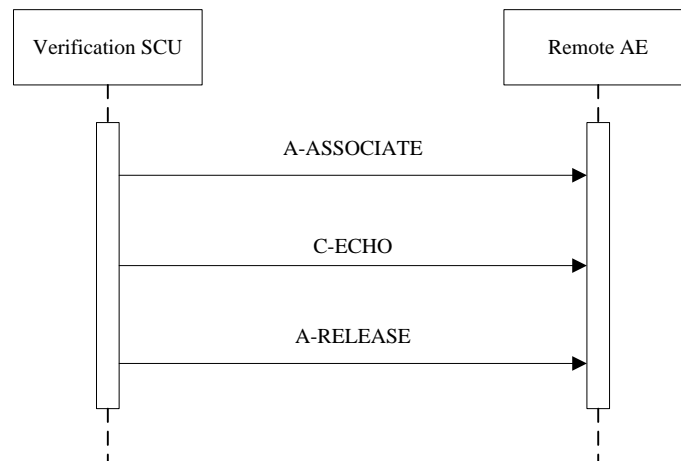 Verification SCU
Remote AE
A-ASSOCIATE
C-ECHO
A-RELEASE